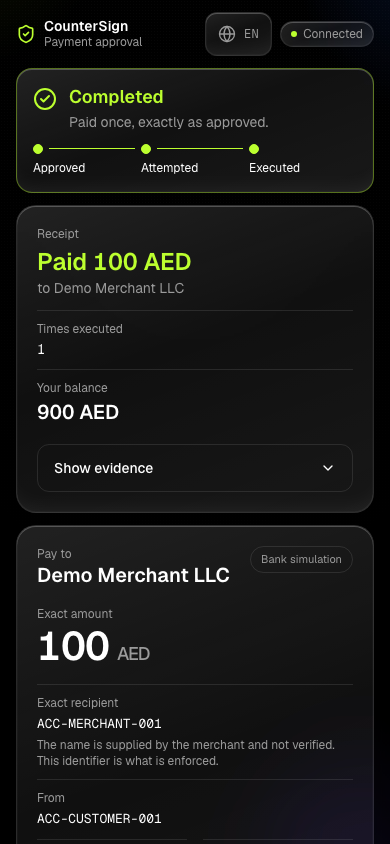 CounterSign
Payment approval
EN
Connected
Completed
Paid once, exactly as approved.
Approved
Attempted
Executed
Receipt
Paid 100 AED
to Demo Merchant LLC
Times executed
1
Your balance
900 AED
Show evidence
Pay to
Demo Merchant LLC
Bank simulation
Exact amount
100 AED
Exact recipient
ACC-MERCHANT-001
The name is supplied by the merchant and not verified.
This identifier is what is enforced.
From
ACC-CUSTOMER-001